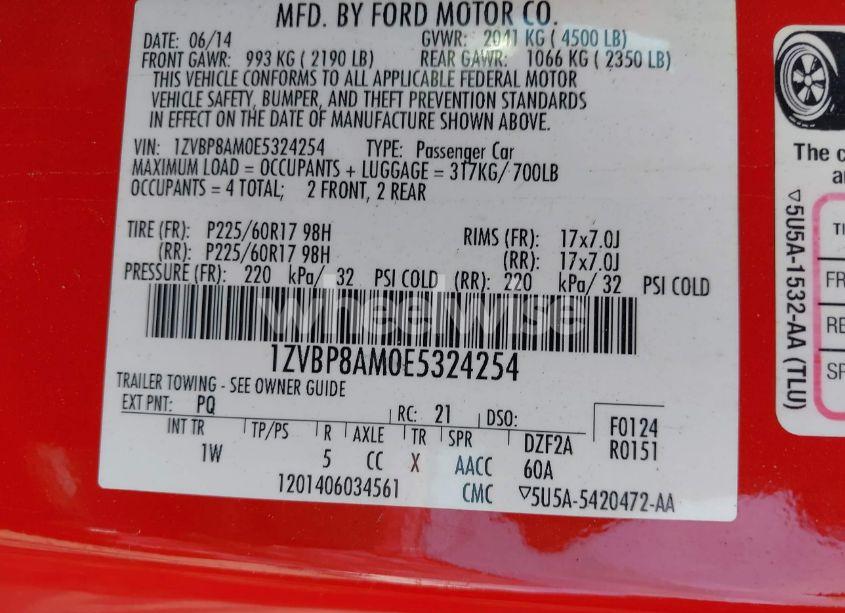 MFD. BY FORD MOTOR CO.
DATE: 06/14 GVWR: 2041 KG ( 4500 LB)
FRONT GAWR: 993 KG ( 2190 LB) REAR GAWR: 1066 KG ( 2350 LB)
THIS VEHICLE CONFORMS TO ALL APPLICABLE FEDERAL MOTOR
VEHICLE SAFETY, BUMPER, AND THEFT PREVENTION STANDARDS
IN EFFECT ON THE DATE OF MANUFACTURE SHOWN ABOVE.
VIN: 1ZVBP8AM0E5324254 TYPE: Passenger Car
MAXIMUM LOAD = OCCUPANTS + LUGGAGE = 317KG/700LB
OCCUPANTS = 4 TOTAL; 2 FRONT, 2 REAR
TIRE (FR): P225/60R17 98H RIMS (FR): 17x7.0J
(RR): P225/60R17 98H (RR): 17x7.0J
PRESSURE (FR): 220 kPa/ 32 PSI COLD (RR): 220 kPa/ 32 PSI COLD
wheelwise
1ZVBP8AM0E5324254
TRAILER TOWING - SEE OWNER GUIDE
EXT PNT: PQ RC: 21 DSO: F0124
INT TR TP/PS R AXLE TR SPR DZF2A R0151
1W 5 CC X AACC 60A
1201406034561 CMC ▽5U5A-5420472-AA
The c
a
▽5U5A-1532-AA (TLU)
TI
FR
RE
SP